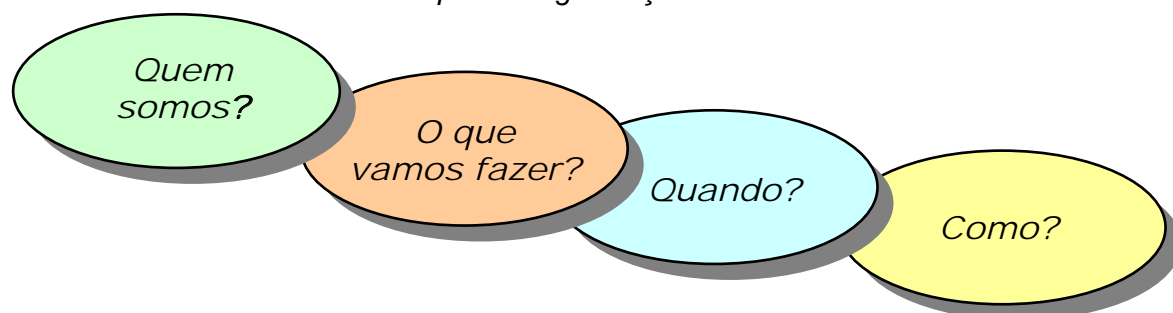 Quem
somos?
O que
vamos fazer?
Quando?
Como?